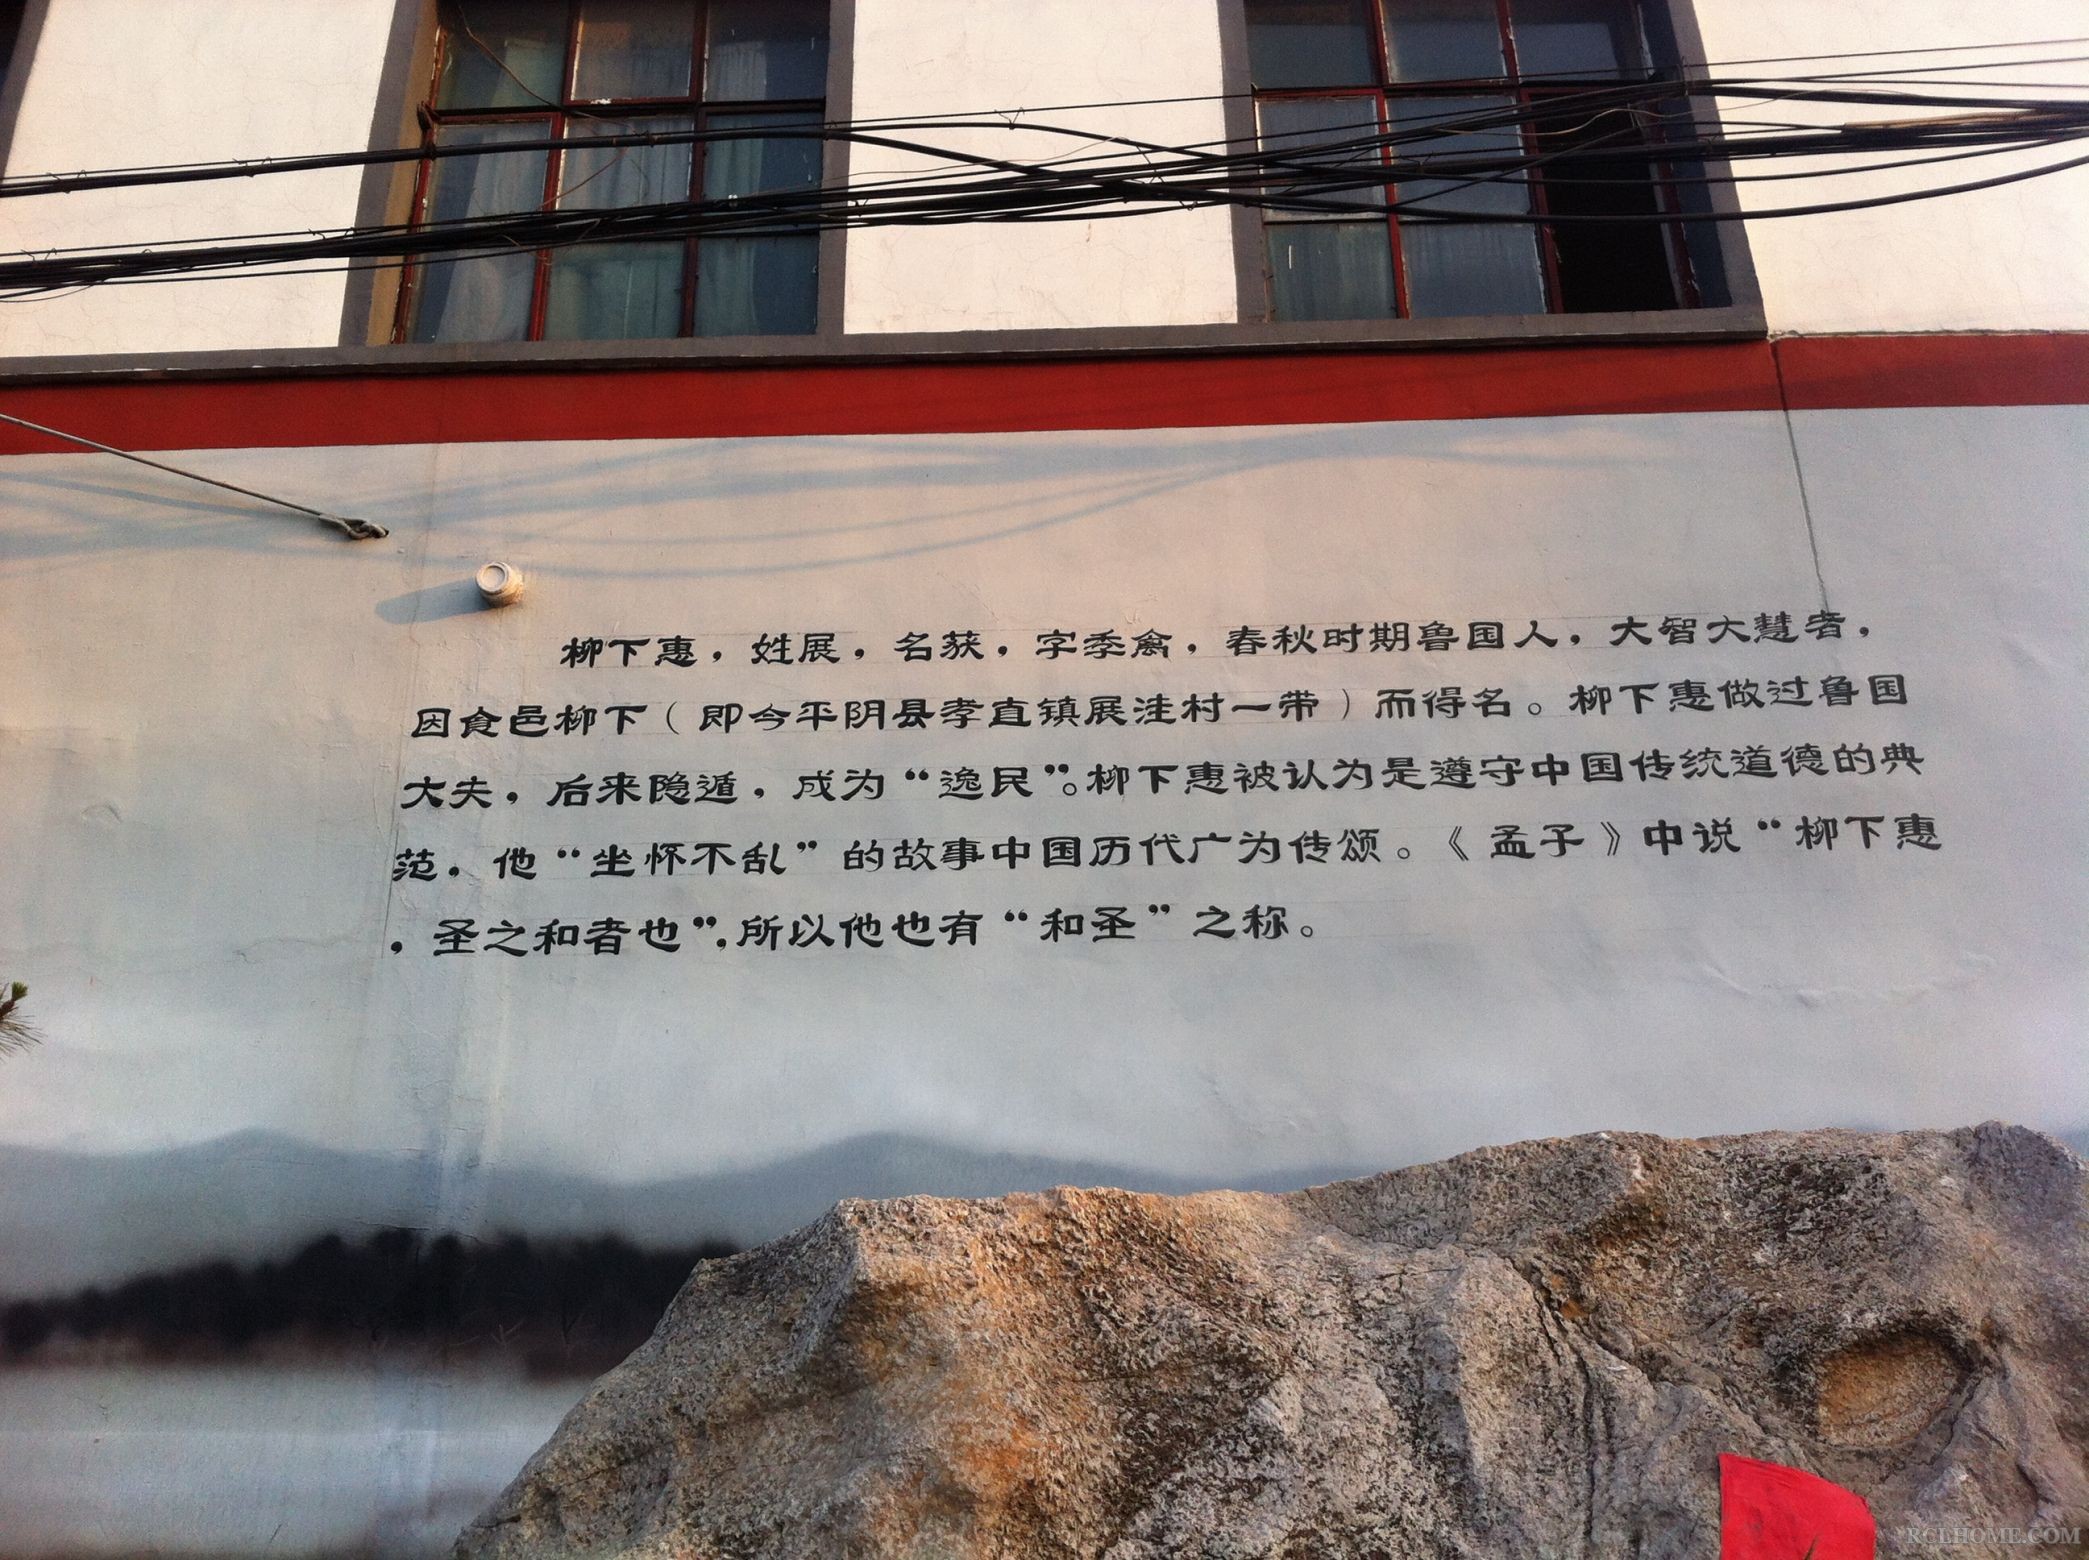 柳下惠，姓展，名获，字季禽，春秋时期鲁国人，大智大慧者，
因食邑柳下（即今平阴县孝直镇展洼村一带）而得名。柳下惠做过鲁国
大夫，后来隐遁，成为“逸民”。柳下惠被认为是遵守中国传统道德的典
范，他“坐怀不乱”的故事中国历代广为传颂。《孟子》中说“柳下惠
，圣之和者也”，所以他也有“和圣”之称。
RCLHOME.COM